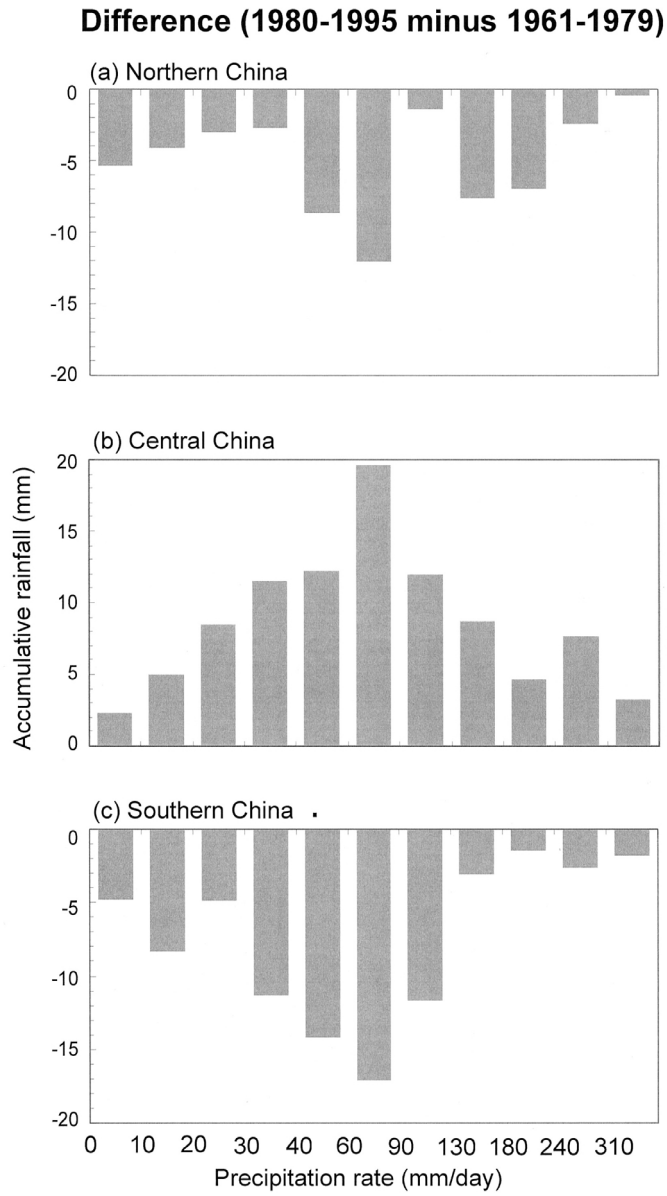 Difference (1980-1995 minus 1961-1979)
(a) Northern China
0
-5
-10
-15
-20
(b) Central China
20
15
10
5
0
Accumulative rainfall (mm)
(c) Southern China .
0
-5
-10
-15
-20
0 10 20 30 40 60 90 130 180 240 310
Precipitation rate (mm/day)